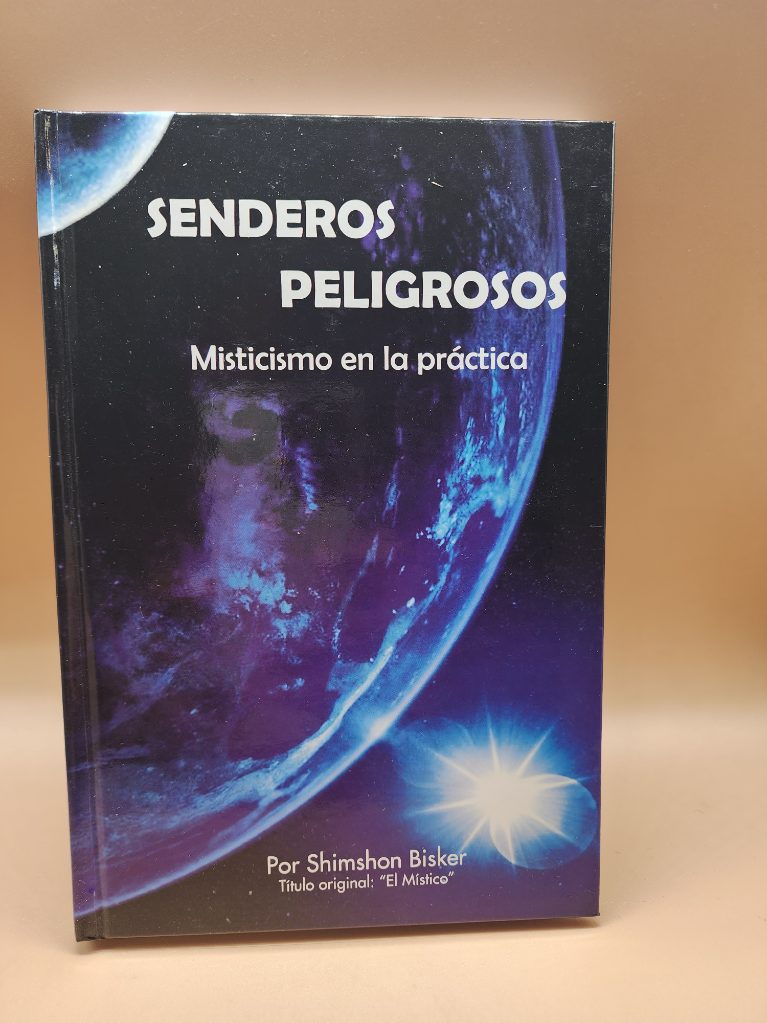 SENDEROS
PELIGROSOS
Misticismo en la práctica
Por Shimshon Bisker
Título original: "El Místico"